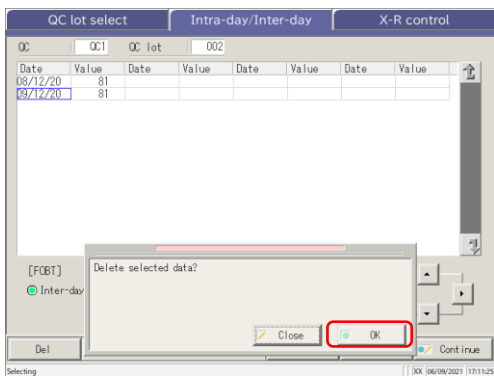 QC lot select Intra-day/Inter-day X-R control
QC QC1 QC lot 002
Date Value Date Value Date Value Date Value
08/12/20 81
09/12/20 81
[FOBT]
Inter-day
Delete selected data?
Close OK
Del Continue
Selecting XX 06/09/2021 17:11:25